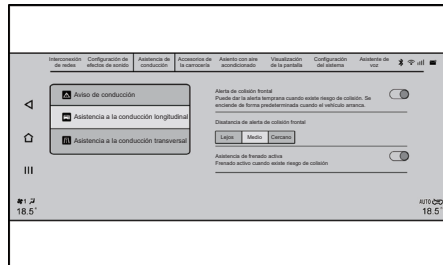 Interconexión de redes
Configuración de efectos de sonido
Asistencia de conducción
Accesorios de la carrocería
Asiento con aire acondicionado
Visualización de la pantalla
Configuración del sistema
Asistente de voz
Aviso de conducción
Asistencia a la conducción longitudinal
Asistencia a la conducción transversal
Alerta de colisión frontal
Puede dar la alerta temprana cuando existe riesgo de colisión. Se
enciende de forma predeterminada cuando el vehículo arranca.
Disatancia de alerta de colisión frontal
Lejos Medio Cercano
Asistencia de frenado activa
Frenado activo cuando existe riesgo de colisión
1
18.5°
AUTO
18.5°